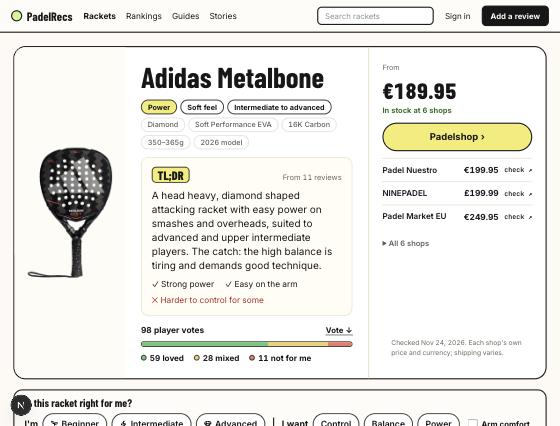 PadelRecs Rackets Rankings Guides Stories Search rackets Sign in Add a review
Adidas Metalbone
Power Soft feel Intermediate to advanced
Diamond Soft Performance EVA 16K Carbon
350–365g 2026 model
TL;DR From 11 reviews
A head heavy, diamond shaped
attacking racket with easy power on
smashes and overheads, suited to
advanced and upper intermediate
players. The catch: the high balance is
tiring and demands good technique.
✓ Strong power ✓ Easy on the arm
✕ Harder to control for some
98 player votes Vote ↓
59 loved 28 mixed 11 not for me
From
€189.95
In stock at 6 shops
Padelshop ›
Padel Nuestro €199.95 check ↗
NINEPADEL £199.99 check ↗
Padel Market EU €249.95 check ↗
▸ All 6 shops
Checked Nov 24, 2026. Each shop's own
price and currency; shipping varies.
N this racket right for me?
I'm Beginner Intermediate Advanced I want Control Balance Power Arm comfort